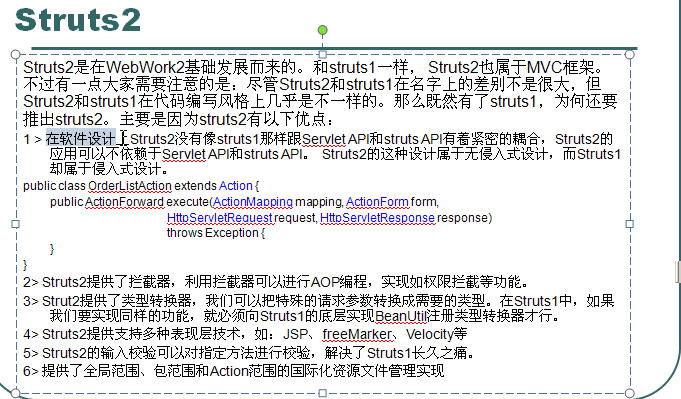 Struts2
Struts2是在WebWork2基础发展而来的。和struts1一样， Struts2也属于MVC框架。
不过有一点大家需要注意的是：尽管Struts2和struts1在名字上的差别不是很大，但
Struts2和struts1在代码编写风格上几乎是不一样的。那么既然有了struts1，为何还要
推出struts2。主要是因为struts2有以下优点：
1 > 在软件设计上Struts2没有像struts1那样跟Servlet API和struts API有着紧密的耦合，Struts2的
应用可以不依赖于Servlet API和struts API。 Struts2的这种设计属于无侵入式设计，而Struts1
却属于侵入式设计。
public class OrderListAction extends Action {
public ActionForward execute(ActionMapping mapping, ActionForm form,
HttpServletRequest request, HttpServletResponse response)
throws Exception {
}
}
2> Struts2提供了拦截器，利用拦截器可以进行AOP编程，实现如权限拦截等功能。
3> Strut2提供了类型转换器，我们可以把特殊的请求参数转换成需要的类型。在Struts1中，如果
我们要实现同样的功能，就必须向Struts1的底层实现BeanUtil注册类型转换器才行。
4> Struts2提供支持多种表现层技术，如：JSP、freeMarker、Velocity等
5> Struts2的输入校验可以对指定方法进行校验，解决了Struts1长久之痛。
6> 提供了全局范围、包范围和Action范围的国际化资源文件管理实现